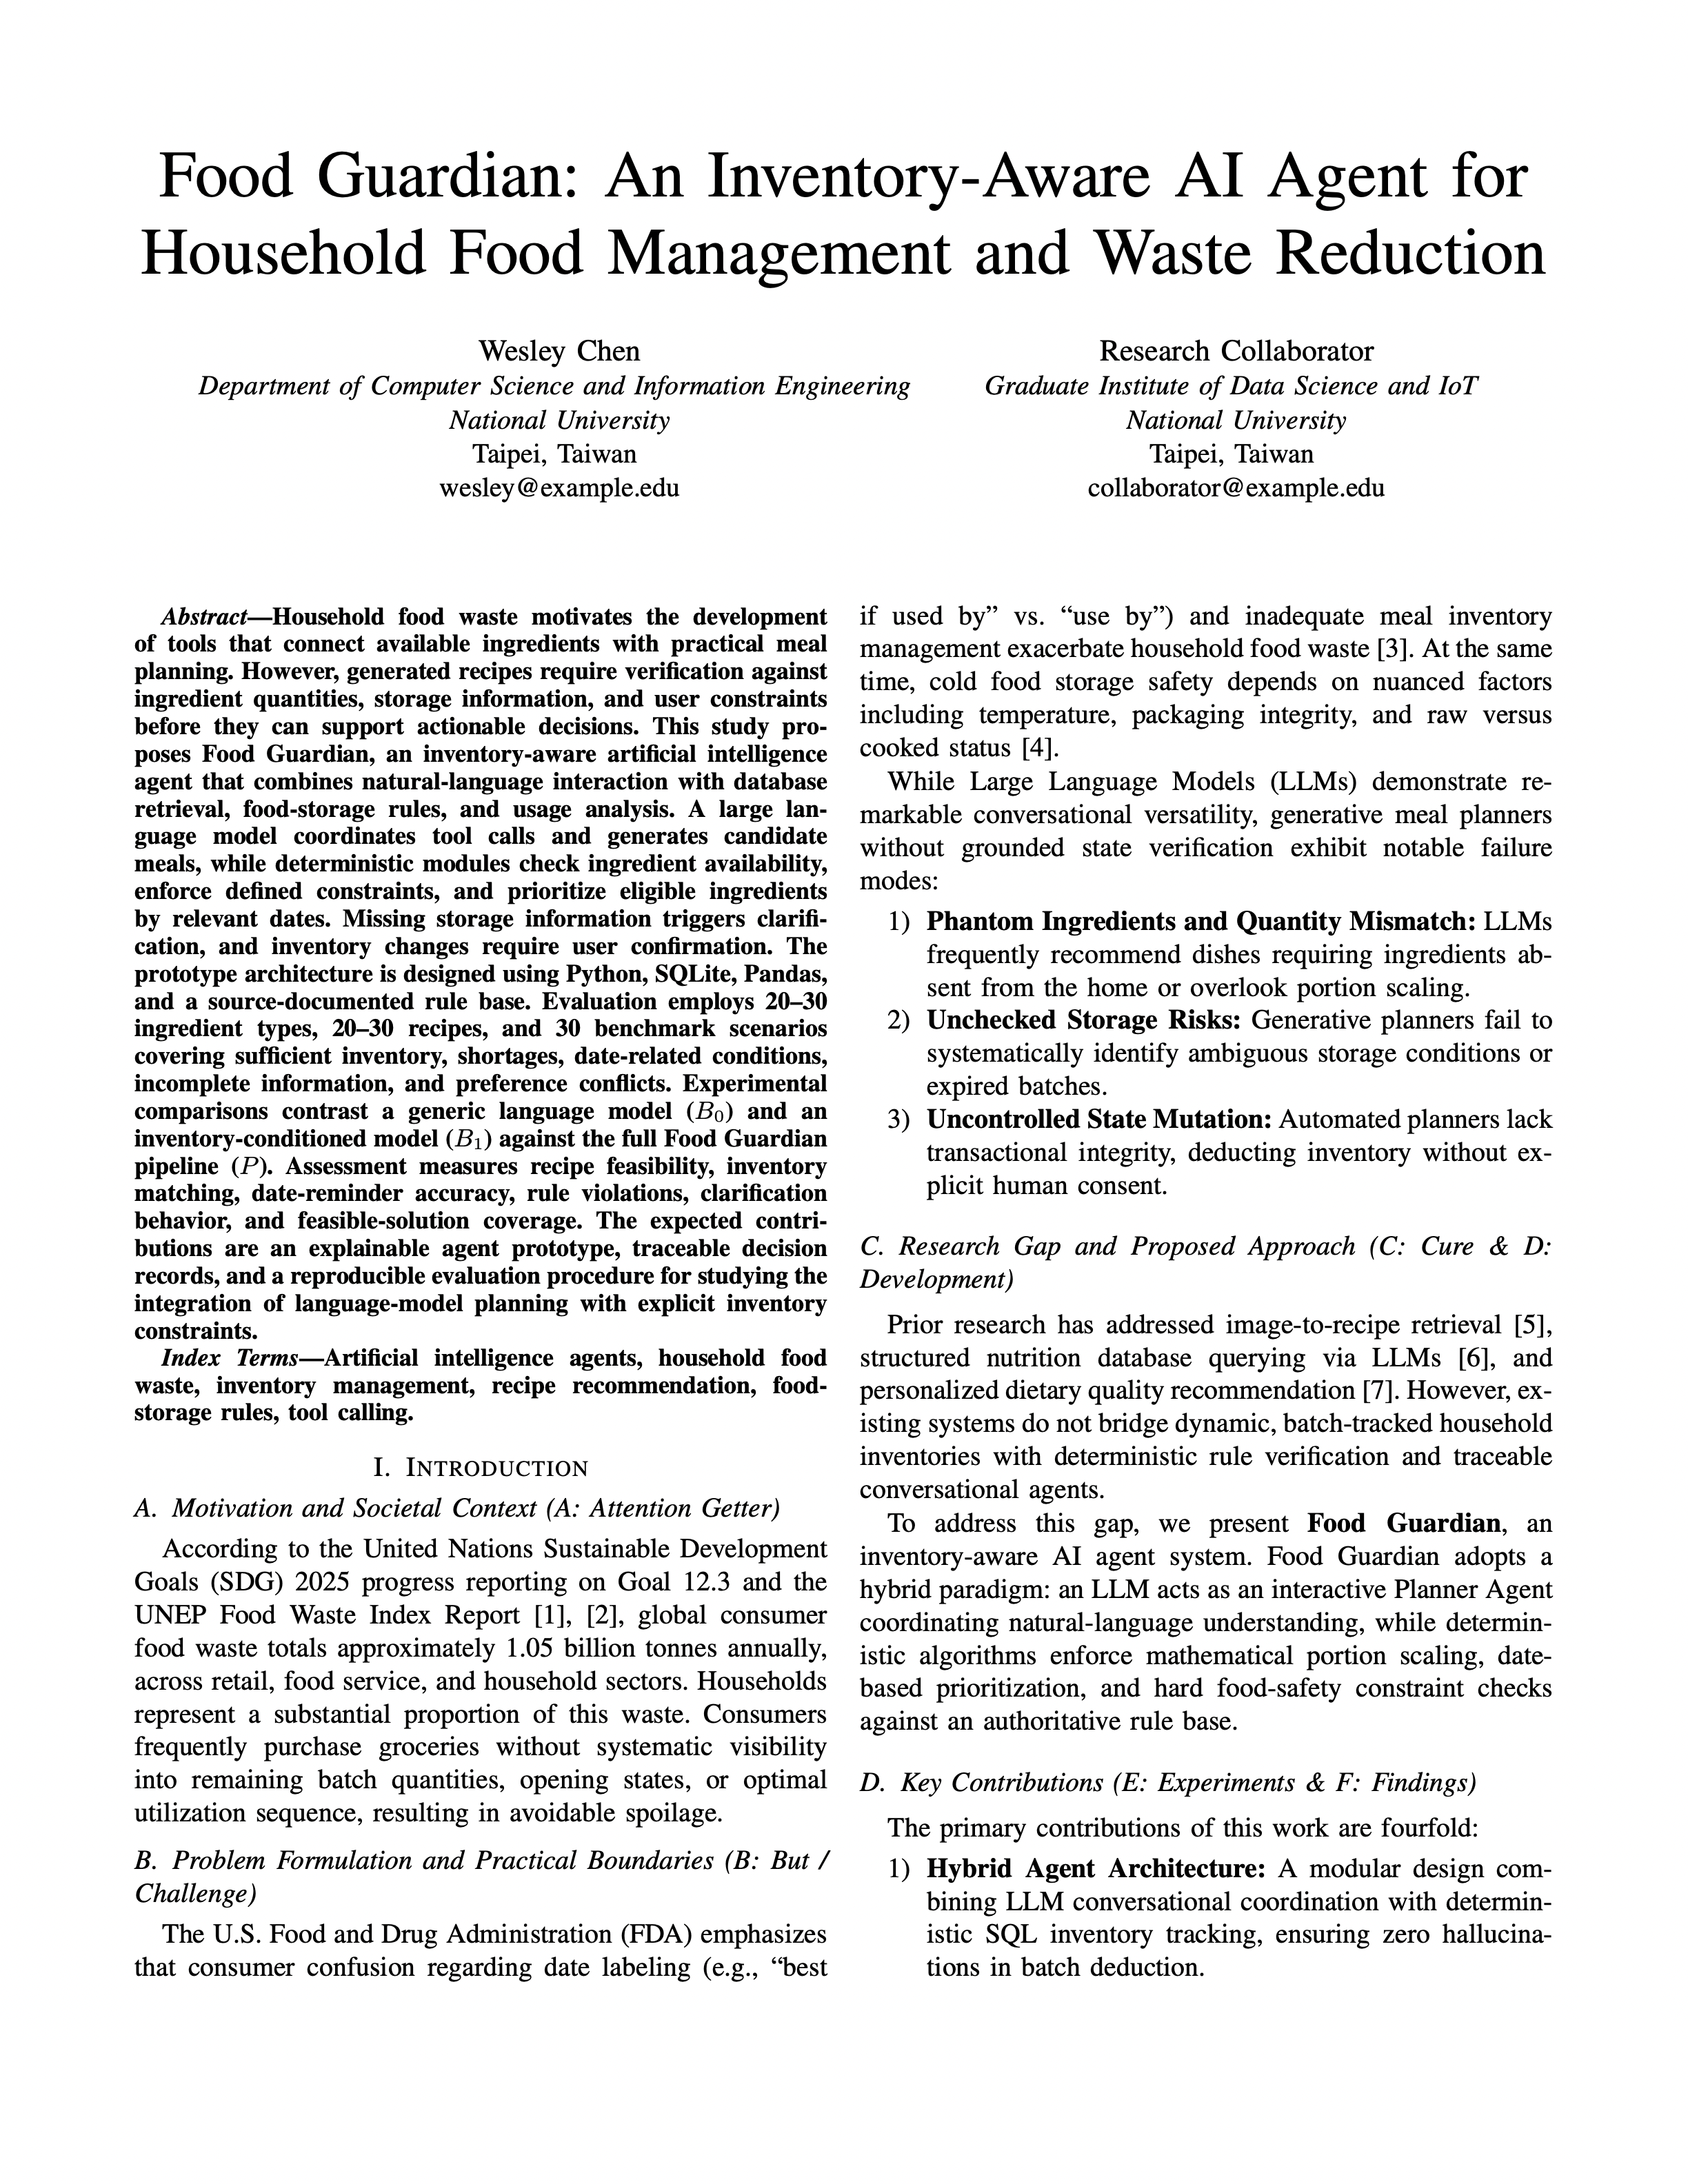 Food Guardian: An Inventory-Aware AI Agent for
Household Food Management and Waste Reduction
Wesley Chen
Department of Computer Science and Information Engineering
National University
Taipei, Taiwan
wesley@example.edu
Research Collaborator
Graduate Institute of Data Science and IoT
National University
Taipei, Taiwan
collaborator@example.edu
Abstract—Household food waste motivates the development
of tools that connect available ingredients with practical meal
planning. However, generated recipes require verification against
ingredient quantities, storage information, and user constraints
before they can support actionable decisions. This study pro-
poses Food Guardian, an inventory-aware artificial intelligence
agent that combines natural-language interaction with database
retrieval, food-storage rules, and usage analysis. A large lan-
guage model coordinates tool calls and generates candidate
meals, while deterministic modules check ingredient availability,
enforce defined constraints, and prioritize eligible ingredients
by relevant dates. Missing storage information triggers clarifi-
cation, and inventory changes require user confirmation. The
prototype architecture is designed using Python, SQLite, Pandas,
and a source-documented rule base. Evaluation employs 20–30
ingredient types, 20–30 recipes, and 30 benchmark scenarios
covering sufficient inventory, shortages, date-related conditions,
incomplete information, and preference conflicts. Experimental
comparisons contrast a generic language model (B₀) and an
inventory-conditioned model (B₁) against the full Food Guardian
pipeline (P). Assessment measures recipe feasibility, inventory
matching, date-reminder accuracy, rule violations, clarification
behavior, and feasible-solution coverage. The expected contri-
butions are an explainable agent prototype, traceable decision
records, and a reproducible evaluation procedure for studying the
integration of language-model planning with explicit inventory
constraints.
Index Terms—Artificial intelligence agents, household food
waste, inventory management, recipe recommendation, food-
storage rules, tool calling.
I. INTRODUCTION
A. Motivation and Societal Context (A: Attention Getter)
According to the United Nations Sustainable Development
Goals (SDG) 2025 progress reporting on Goal 12.3 and the
UNEP Food Waste Index Report [1], [2], global consumer
food waste totals approximately 1.05 billion tonnes annually,
across retail, food service, and household sectors. Households
represent a substantial proportion of this waste. Consumers
frequently purchase groceries without systematic visibility
into remaining batch quantities, opening states, or optimal
utilization sequence, resulting in avoidable spoilage.
B. Problem Formulation and Practical Boundaries (B: But /
Challenge)
The U.S. Food and Drug Administration (FDA) emphasizes
that consumer confusion regarding date labeling (e.g., “best
if used by” vs. “use by”) and inadequate meal inventory
management exacerbate household food waste [3]. At the same
time, cold food storage safety depends on nuanced factors
including temperature, packaging integrity, and raw versus
cooked status [4].
While Large Language Models (LLMs) demonstrate re-
markable conversational versatility, generative meal planners
without grounded state verification exhibit notable failure
modes:
1) Phantom Ingredients and Quantity Mismatch: LLMs
frequently recommend dishes requiring ingredients ab-
sent from the home or overlook portion scaling.
2) Unchecked Storage Risks: Generative planners fail to
systematically identify ambiguous storage conditions or
expired batches.
3) Uncontrolled State Mutation: Automated planners lack
transactional integrity, deducting inventory without ex-
plicit human consent.
C. Research Gap and Proposed Approach (C: Cure & D:
Development)
Prior research has addressed image-to-recipe retrieval [5],
structured nutrition database querying via LLMs [6], and
personalized dietary quality recommendation [7]. However, ex-
isting systems do not bridge dynamic, batch-tracked household
inventories with deterministic rule verification and traceable
conversational agents.
To address this gap, we present Food Guardian, an
inventory-aware AI agent system. Food Guardian adopts a
hybrid paradigm: an LLM acts as an interactive Planner Agent
coordinating natural-language understanding, while determin-
istic algorithms enforce mathematical portion scaling, date-
based prioritization, and hard food-safety constraint checks
against an authoritative rule base.
D. Key Contributions (E: Experiments & F: Findings)
The primary contributions of this work are fourfold:
1) Hybrid Agent Architecture: A modular design com-
bining LLM conversational coordination with determin-
istic SQL inventory tracking, ensuring zero hallucina-
tions in batch deduction.